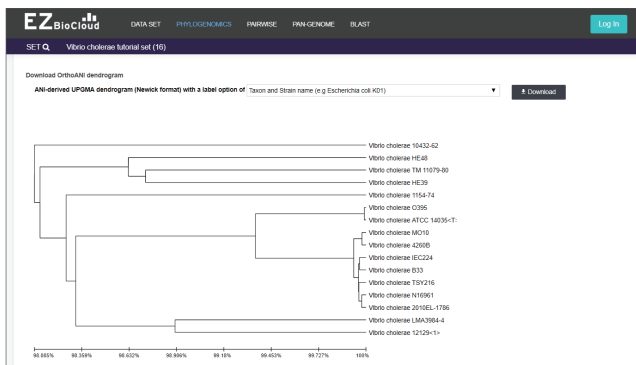 EZBioCloud DATA SET PHYLOGENOMICS PAIRWISE PAN-GENOME BLAST Log In
SET Vibrio cholerae tutorial set (16)
Download OrthoANI dendrogram
ANI-derived UPGMA dendrogram (Newick format) with a label option of Taxon and Strain name (e.g Escherichia coli K01) Download
Vibrio cholerae 10432-62
Vibrio cholerae HE48
Vibrio cholerae TM 11079-80
Vibrio cholerae HE39
Vibrio cholerae 1154-74
Vibrio cholerae O395
Vibrio cholerae ATCC 14035<T>
Vibrio cholerae MO10
Vibrio cholerae 4260B
Vibrio cholerae IEC224
Vibrio cholerae B33
Vibrio cholerae TSY216
Vibrio cholerae N16961
Vibrio cholerae 2010EL-1786
Vibrio cholerae LMA3984-4
Vibrio cholerae 12129<1>
98.085% 98.359% 98.632% 98.906% 99.18% 99.453% 99.727% 100%